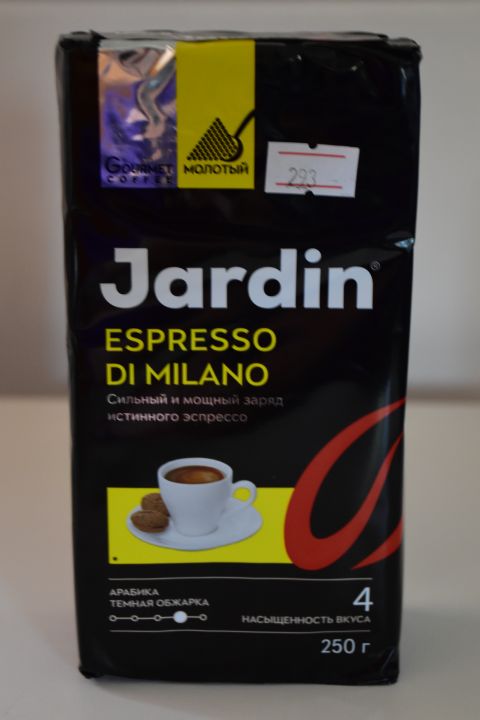 GOURMET
COFFEE
МОЛОТЫЙ
293
Jardin®
ESPRESSO
DI MILANO
Сильный и мощный заряд
истинного эспрессо
АРАБИКА
ТЕМНАЯ ОБЖАРКА
4
НАСЫЩЕННОСТЬ ВКУСА
250 г